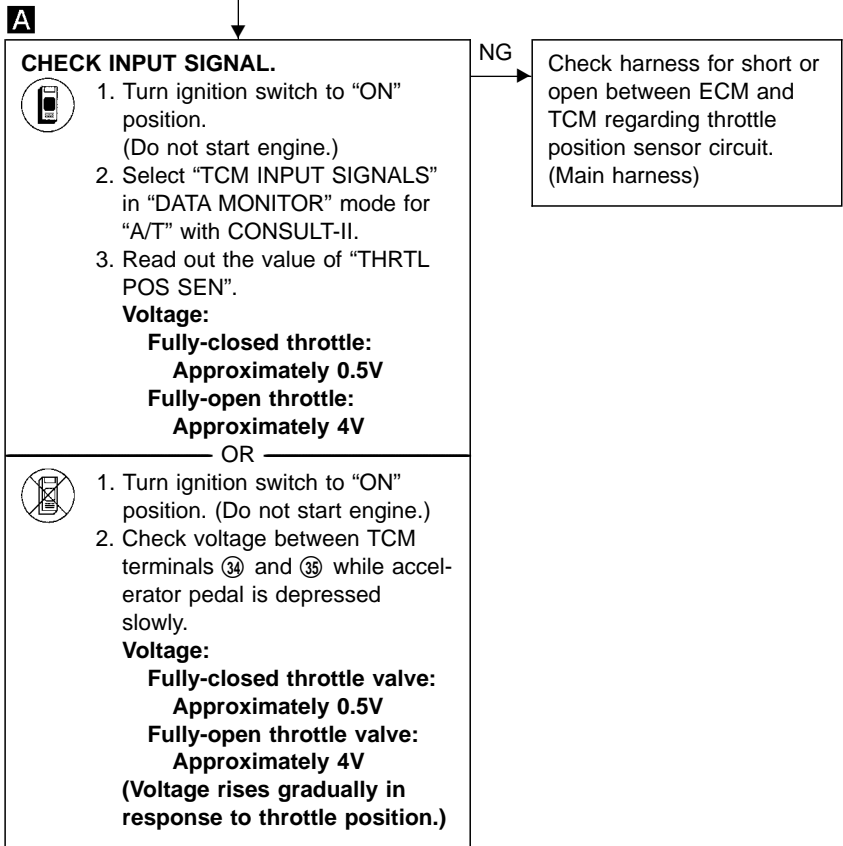 A
CHECK INPUT SIGNAL.
1. Turn ignition switch to “ON”
position.
(Do not start engine.)
2. Select “TCM INPUT SIGNALS”
in “DATA MONITOR” mode for
“A/T” with CONSULT-II.
3. Read out the value of “THRTL
POS SEN”.
Voltage:
Fully-closed throttle:
Approximately 0.5V
Fully-open throttle:
Approximately 4V
OR
1. Turn ignition switch to “ON”
position. (Do not start engine.)
2. Check voltage between TCM
terminals ㉞ and ㉟ while accel-
erator pedal is depressed
slowly.
Voltage:
Fully-closed throttle valve:
Approximately 0.5V
Fully-open throttle valve:
Approximately 4V
(Voltage rises gradually in
response to throttle position.)
NG
Check harness for short or
open between ECM and
TCM regarding throttle
position sensor circuit.
(Main harness)